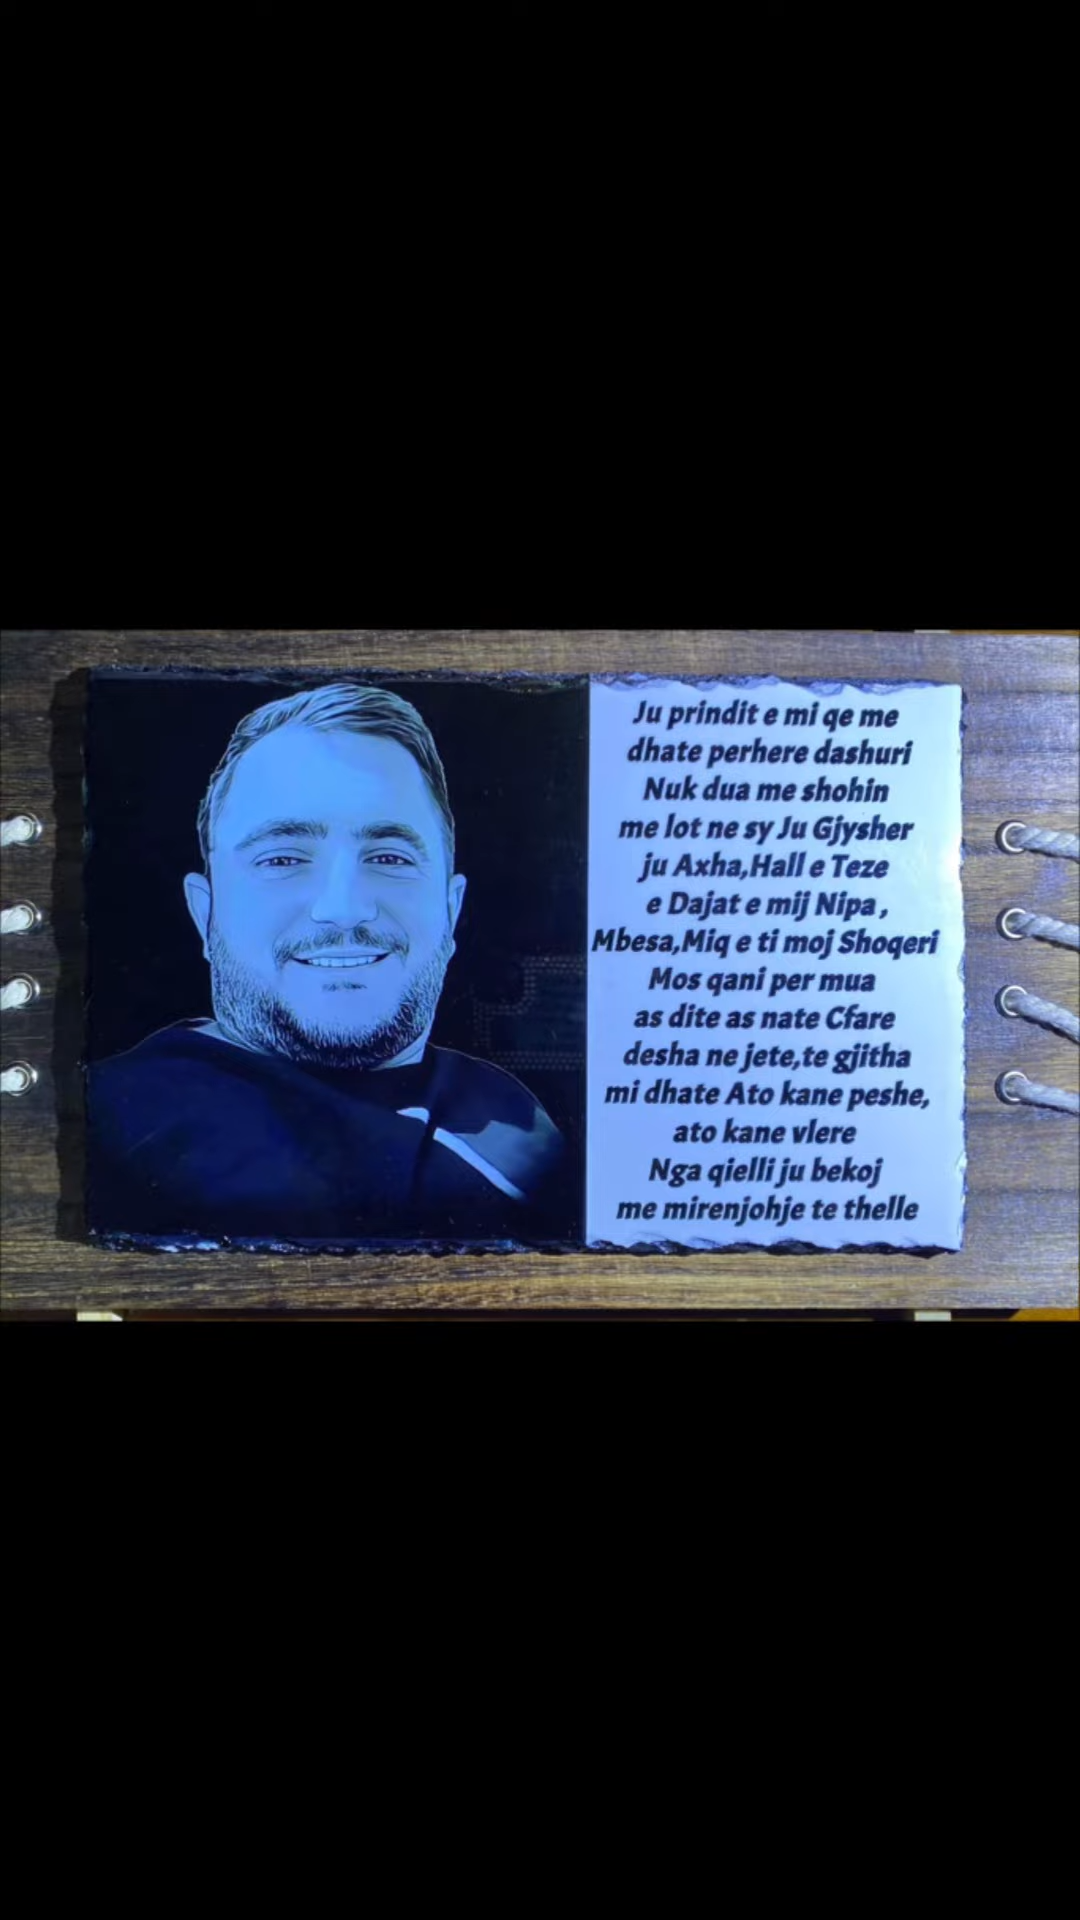 Ju prindit e mi qe me
dhate perhere dashuri
Nuk dua me shohin
me lot ne sy Ju Gjysher
ju Axha,Hall e Teze
e Dajat e mij Nipa ,
Mbesa,Miq e ti moj Shoqeri
Mos qani per mua
as dite as nate Cfare
desha ne jete,te gjitha
mi dhate Ato kane peshe,
ato kane vlere
Nga qielli ju bekoj
me mirenjohje te thelle